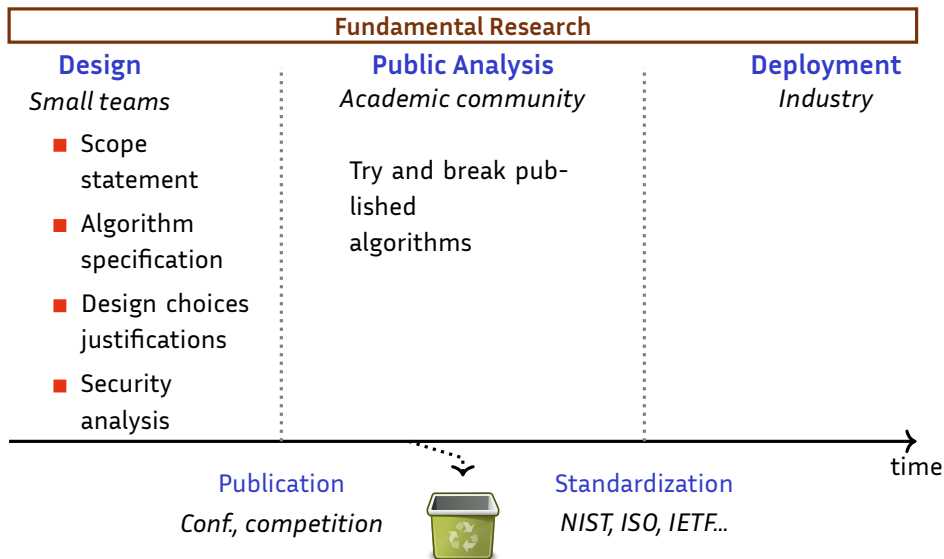 Fundamental Research
Design
Small teams
Scope
statement
Algorithm
specification
Design choices
justifications
Security
analysis
Public Analysis
Academic community
Try and break pub-
lished
algorithms
Deployment
Industry
time
Publication
Conf., competition
Standardization
NIST, ISO, IETF...